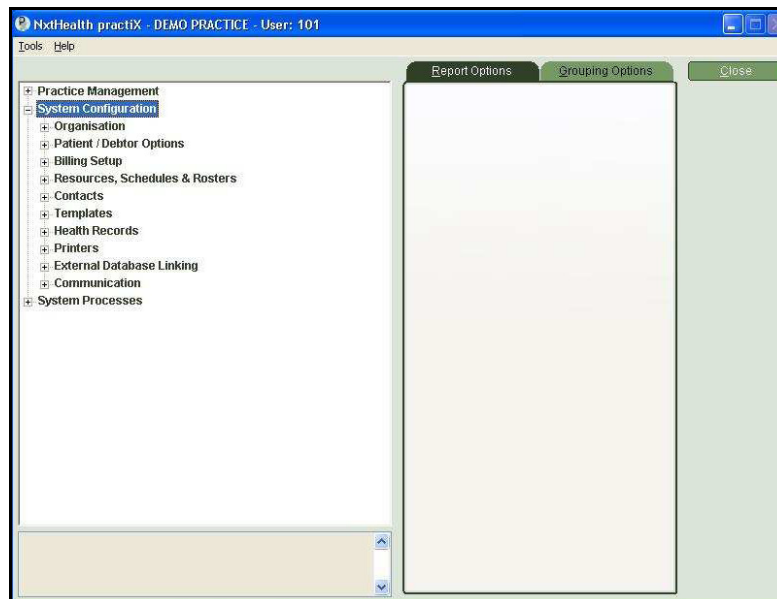 NxtHealth practiX - DEMO PRACTICE - User: 101
Tools Help
Report Options Grouping Options Close
Practice Management
System Configuration
Organisation
Patient / Debtor Options
Billing Setup
Resources, Schedules & Rosters
Contacts
Templates
Health Records
Printers
External Database Linking
Communication
System Processes